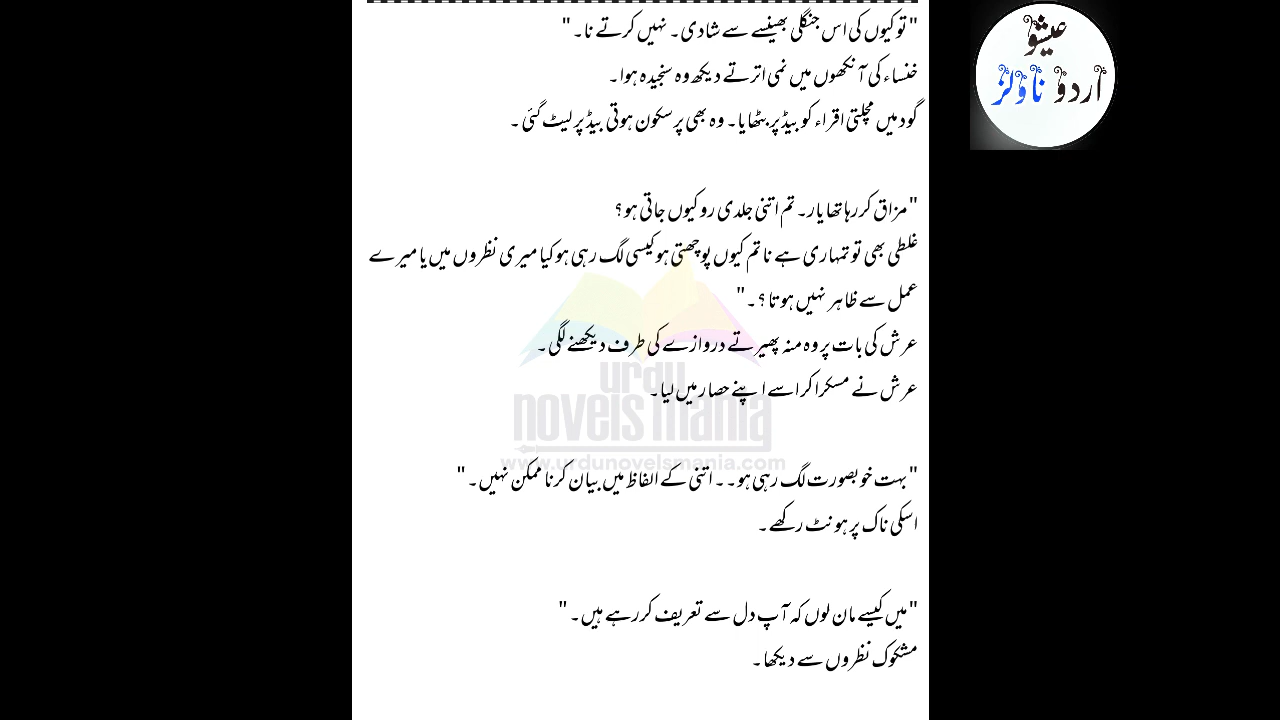 "تو کیوں کی اس جنگلی بھینسے سے شادی۔ نہیں کرتے نا۔"
خنساء کی آنکھوں میں نمی اترتے دیکھ وہ سنجیدہ ہوا۔
گود میں مچلتی اقراء کو بیڈ پر بٹھایا۔ وہ بھی پر سکون ہوتی بیڈ پر لیٹ گئی۔
"مزاق کر رہا تھا یار۔ تم اتنی جلدی رو کیوں جاتی ہو؟
غلطی بھی تو تمہاری ہے نا تم کیوں پوچھتی ہو کیسی لگ رہی ہو کیا میری نظروں میں یا میرے
عمل سے ظاہر نہیں ہوتا؟۔"
عرش کی بات پر وہ منہ پھیرتے دروازے کی طرف دیکھنے لگی۔
عرش نے مسکرا کر اسے اپنے حصار میں لیا۔
"بہت خوبصورت لگ رہی ہو۔۔ اتنی کے الفاظ میں بیان کرنا ممکن نہیں۔"
اسکی ناک پر ہونٹ رکھے۔
"میں کیسے مان لوں کہ آپ دل سے تعریف کر رہے ہیں۔"
مشکوک نظروں سے دیکھا۔
عیشو
اردو ناولز
urdu
novels mania
www.urdunovelsmania.com